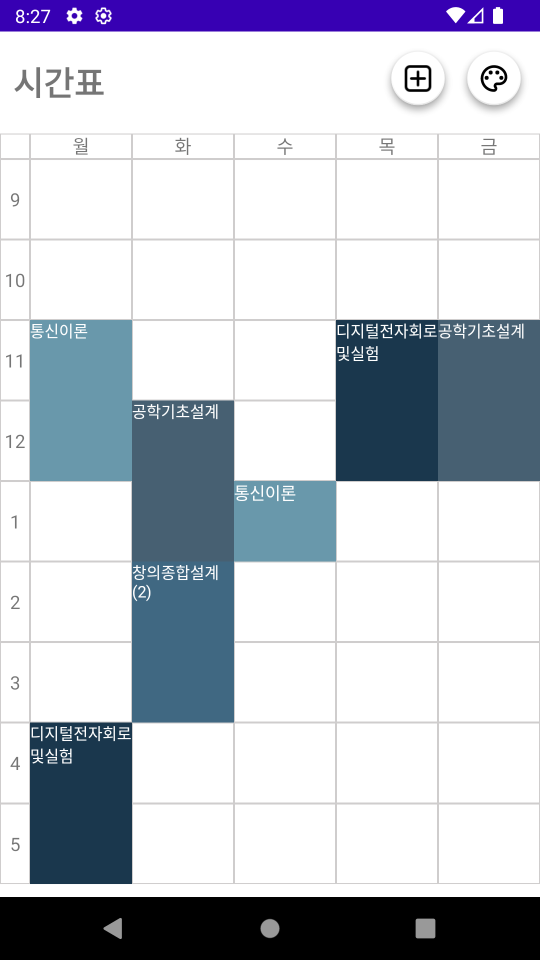 8:27
시간표
월 화 수 목 금
9
10
11
12
1
2
3
4
5
통신이론
디지털전자회로
및실험
공학기초설계
공학기초설계
통신이론
창의종합설계
(2)
디지털전자회로
및실험